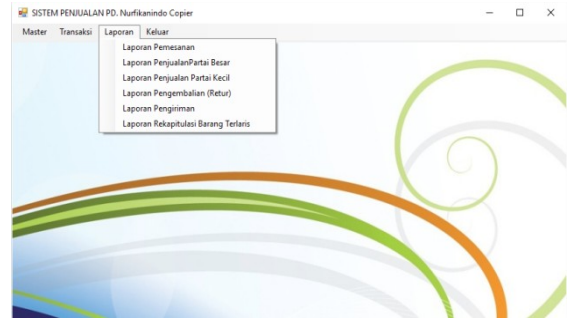 SISTEM PENJUALAN PD. Nurfikanindo Copier
Master Transaksi Laporan Keluar
Laporan Pemesanan
Laporan PenjualanPartai Besar
Laporan Penjualan Partai Kecil
Laporan Pengembalian (Retur)
Laporan Pengiriman
Laporan Rekapitulasi Barang Terlaris